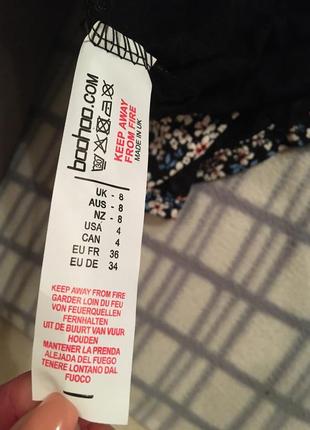 boohoo.COM
KEEP AWAY
FROM FIRE
MADE IN UK
UK - 8
AUS - 8
NZ - 8
USA 4
CAN 4
EU FR 36
EU DE 34
KEEP AWAY FROM FIRE
GARDER LOIN DU FEU
VON FEUERQUELLEN
FERNHALTEN
UIT DE BUURT VAN VUUR
HOUDEN
MANTENER LA PRENDA
ALEJADA DEL FUEGO
TENERE LONTANO DAL
FUOCO